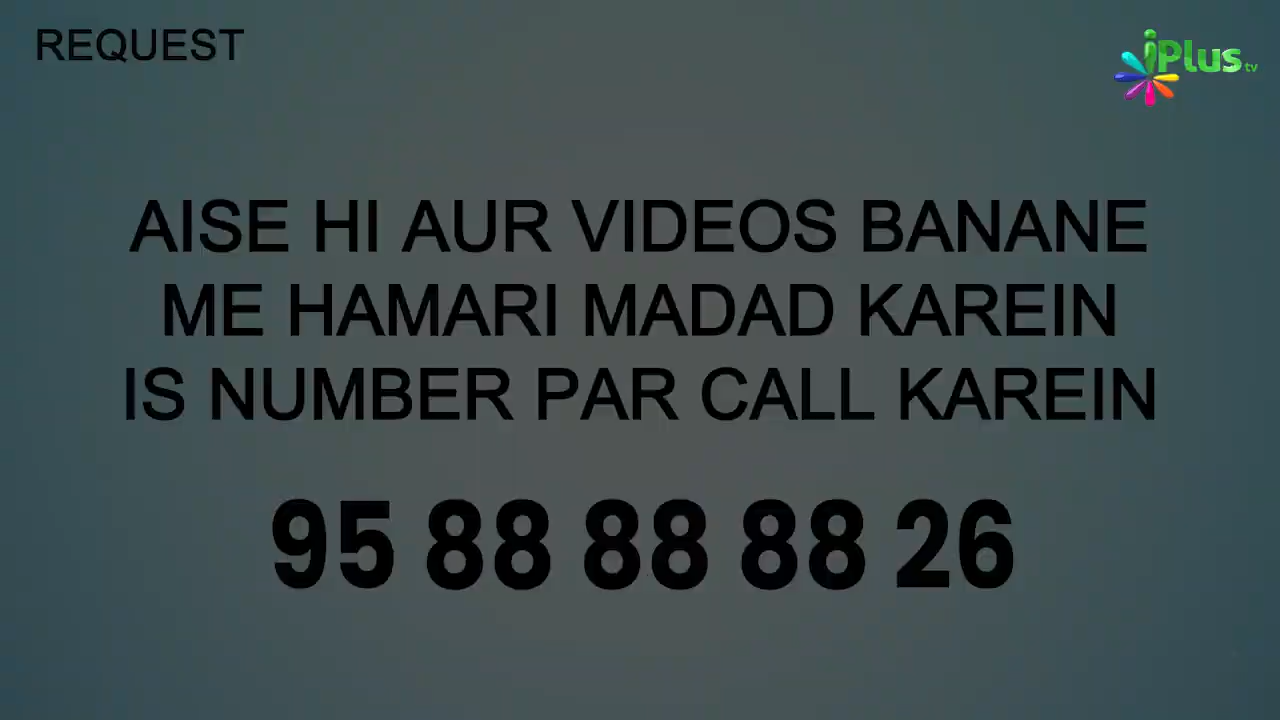 REQUEST
iPlus tv
AISE HI AUR VIDEOS BANANE
ME HAMARI MADAD KAREIN
IS NUMBER PAR CALL KAREIN
95 88 88 88 26